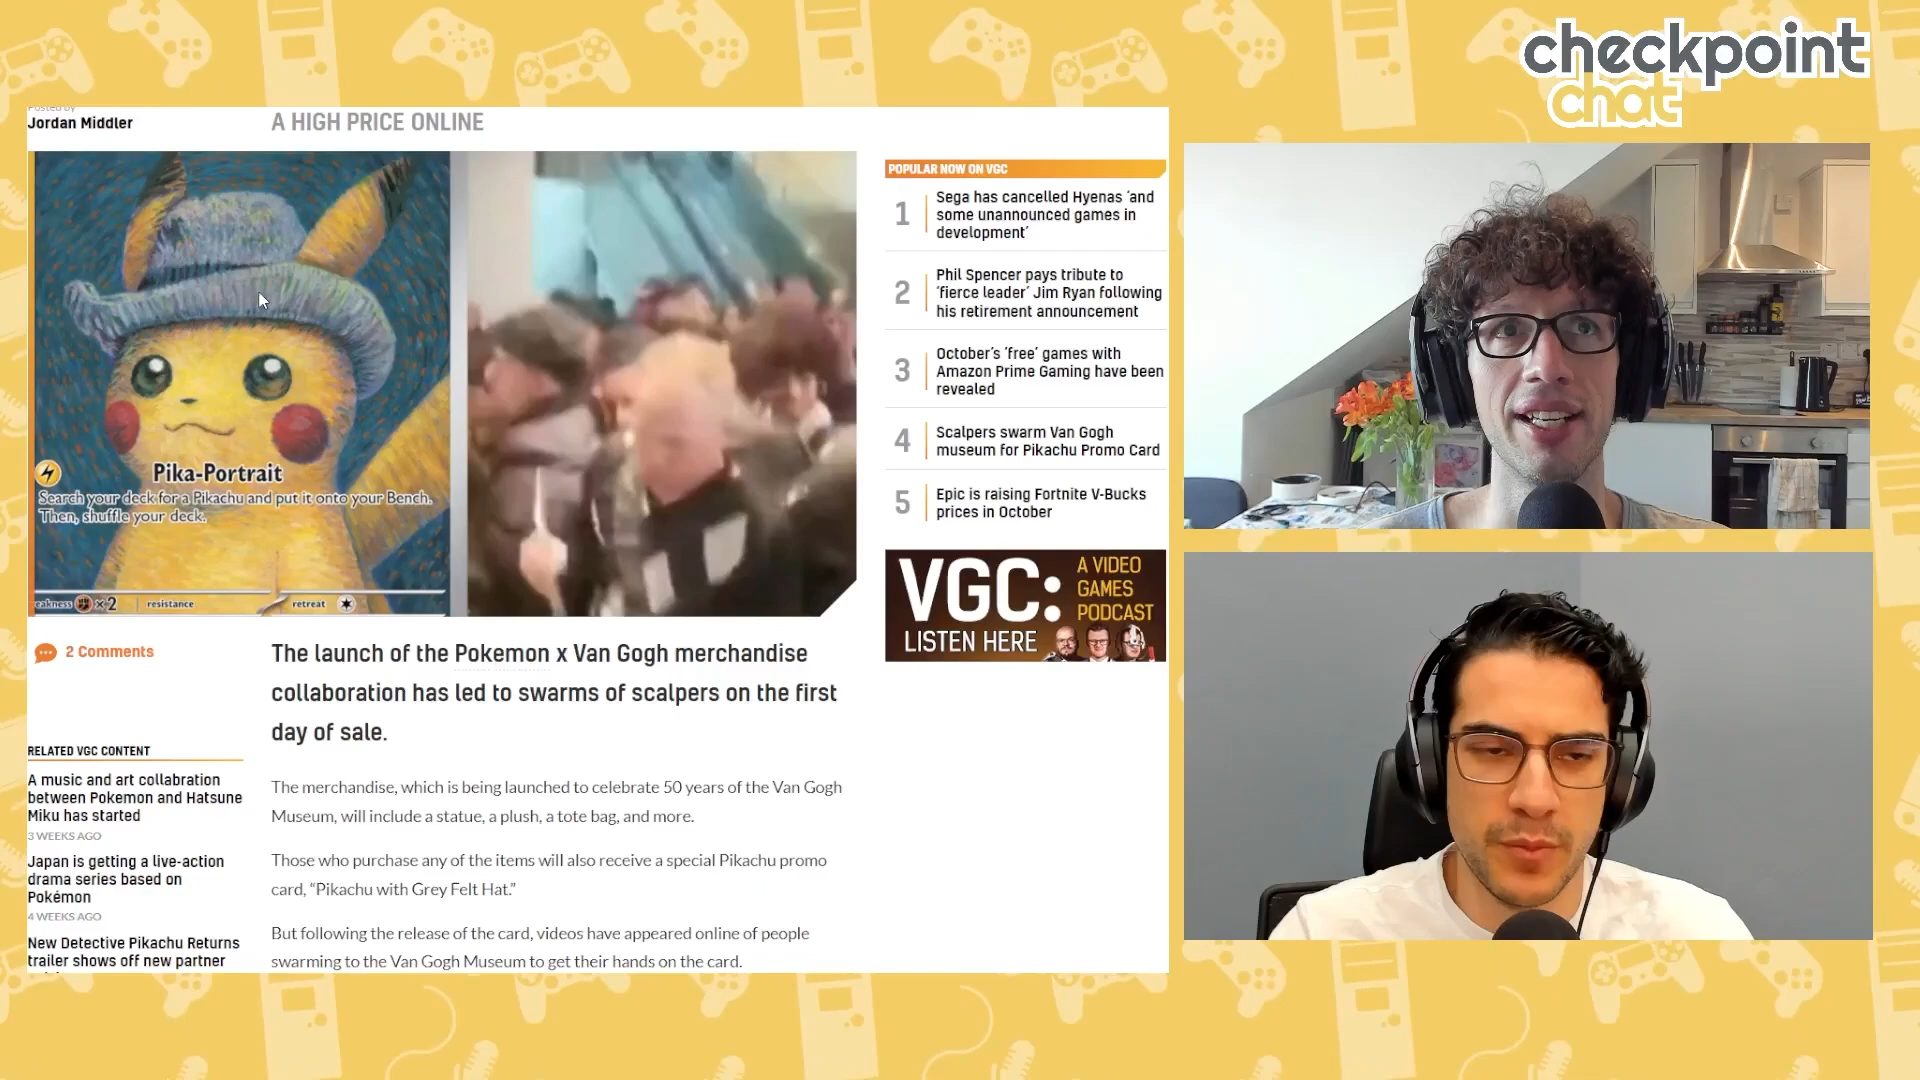 checkpoint
chat
Posted by
Jordan Middler
A HIGH PRICE ONLINE
Pika-Portrait
Search your deck for a Pikachu and put it onto your Bench.
Then, shuffle your deck.
eakness x2 resistance retreat
2 Comments
RELATED VGC CONTENT
A music and art collabration
between Pokemon and Hatsune
Miku has started
3 WEEKS AGO
Japan is getting a live-action
drama series based on
Pokémon
4 WEEKS AGO
New Detective Pikachu Returns
trailer shows off new partner
The launch of the Pokemon x Van Gogh merchandise
collaboration has led to swarms of scalpers on the first
day of sale.
The merchandise, which is being launched to celebrate 50 years of the Van Gogh
Museum, will include a statue, a plush, a tote bag, and more.
Those who purchase any of the items will also receive a special Pikachu promo
card, “Pikachu with Grey Felt Hat.”
But following the release of the card, videos have appeared online of people
swarming to the Van Gogh Museum to get their hands on the card.
POPULAR NOW ON VGC
1
Sega has cancelled Hyenas ‘and
some unannounced games in
development’
2
Phil Spencer pays tribute to
‘fierce leader’ Jim Ryan following
his retirement announcement
3
October’s ‘free’ games with
Amazon Prime Gaming have been
revealed
4
Scalpers swarm Van Gogh
museum for Pikachu Promo Card
5
Epic is raising Fortnite V-Bucks
prices in October
VGC:
A VIDEO
GAMES
PODCAST
LISTEN HERE